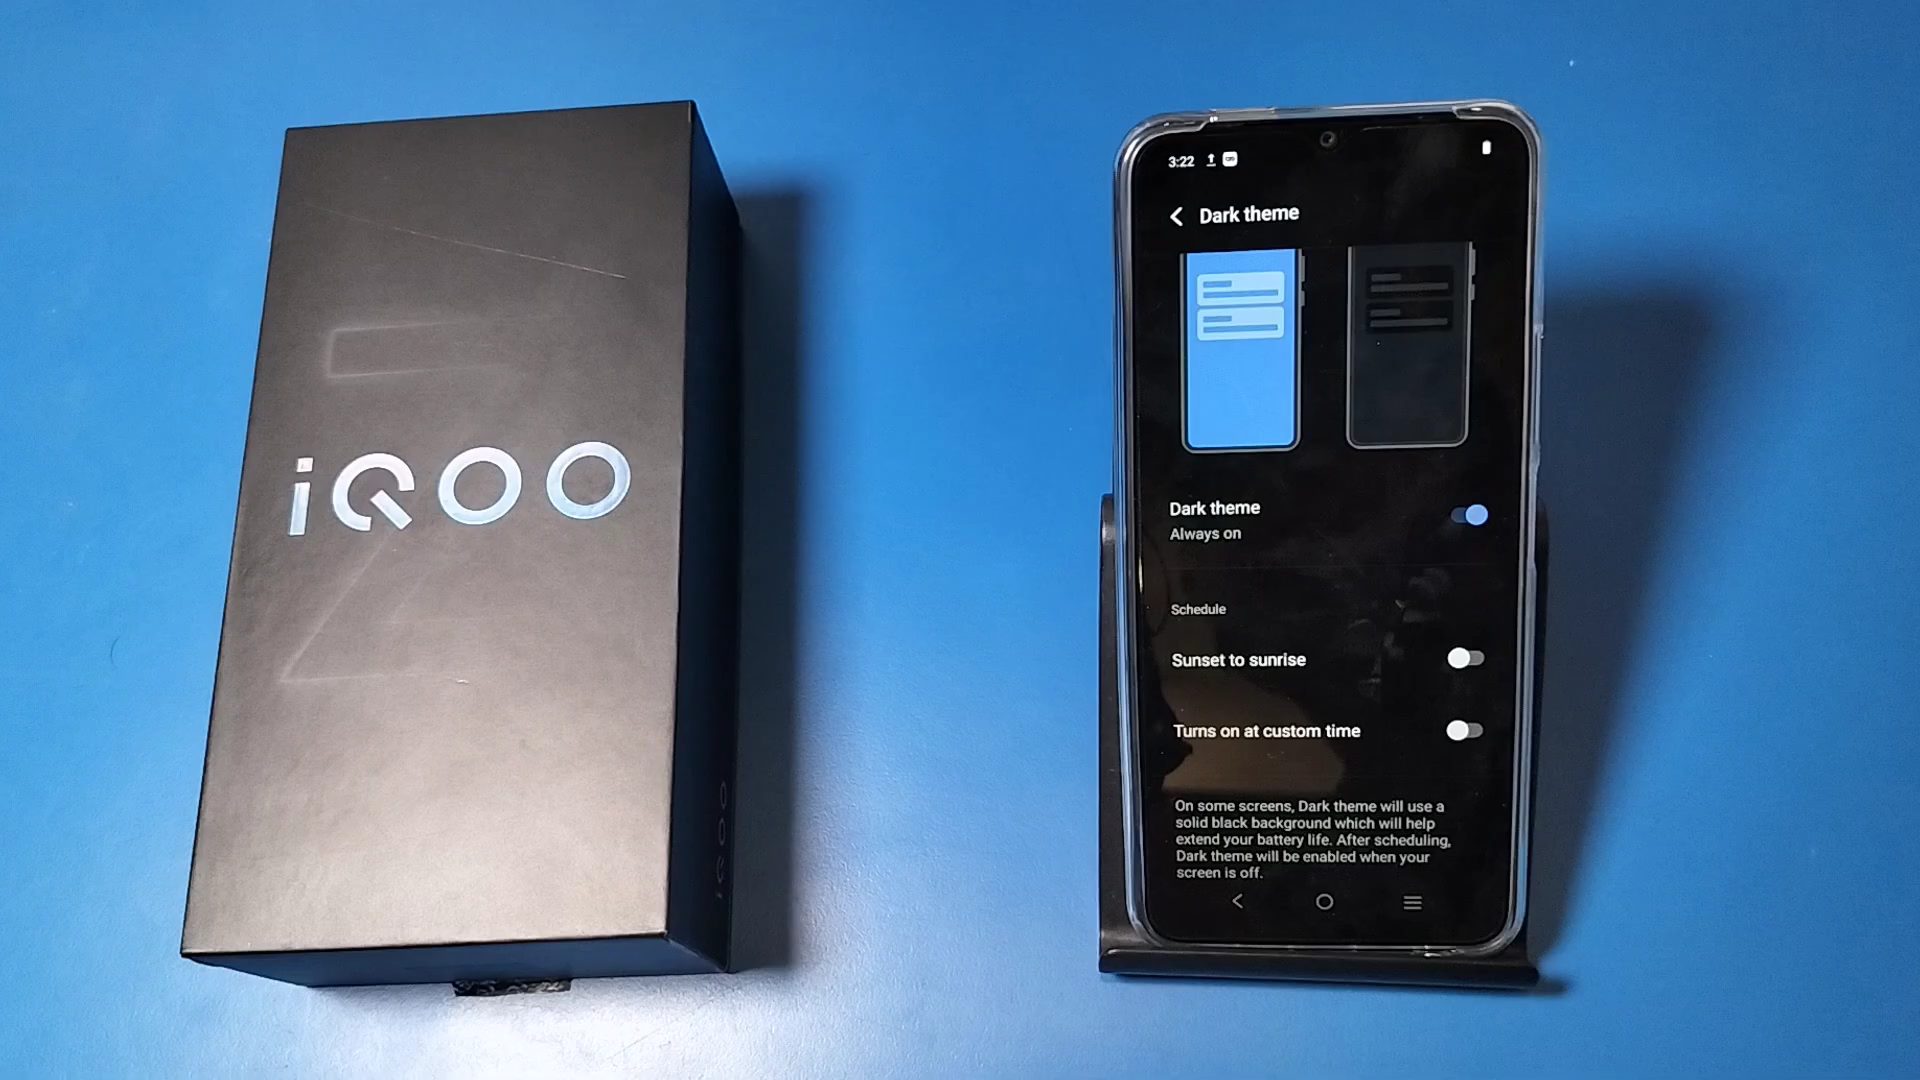 iQOO
iQOO
3:22
Dark theme
Dark theme
Always on
Schedule
Sunset to sunrise
Turns on at custom time
On some screens, Dark theme will use a
solid black background which will help
extend your battery life. After scheduling,
Dark theme will be enabled when your
screen is off.